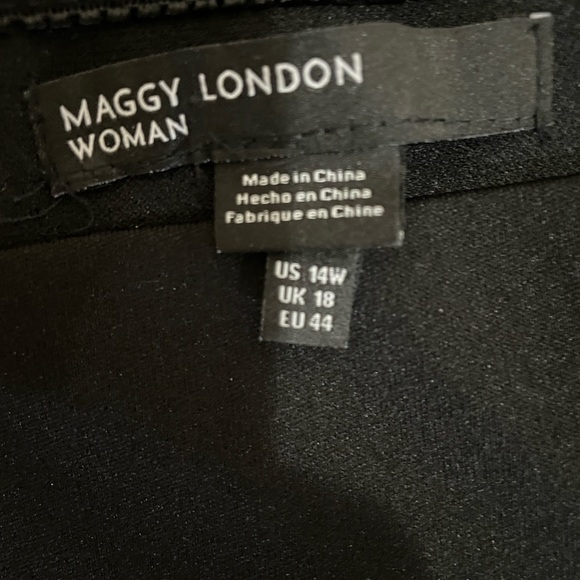 MAGGY LONDON
WOMAN
Made in China
Hecho en China
Fabrique en Chine
US 14W
UK 18
EU 44